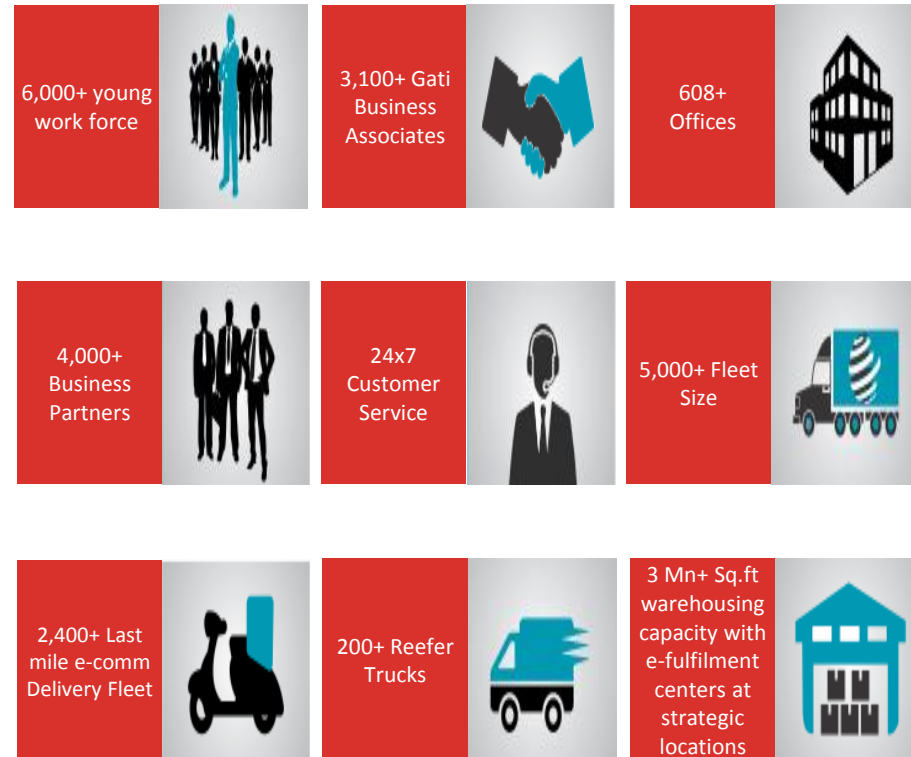 6,000+ young
work force
3,100+ Gati
Business
Associates
608+
Offices
4,000+
Business
Partners
24x7
Customer
Service
5,000+ Fleet
Size
2,400+ Last
mile e-comm
Delivery Fleet
200+ Reefer
Trucks
3 Mn+ Sq.ft
warehousing
capacity with
e-fulfilment
centers at
strategic
locations